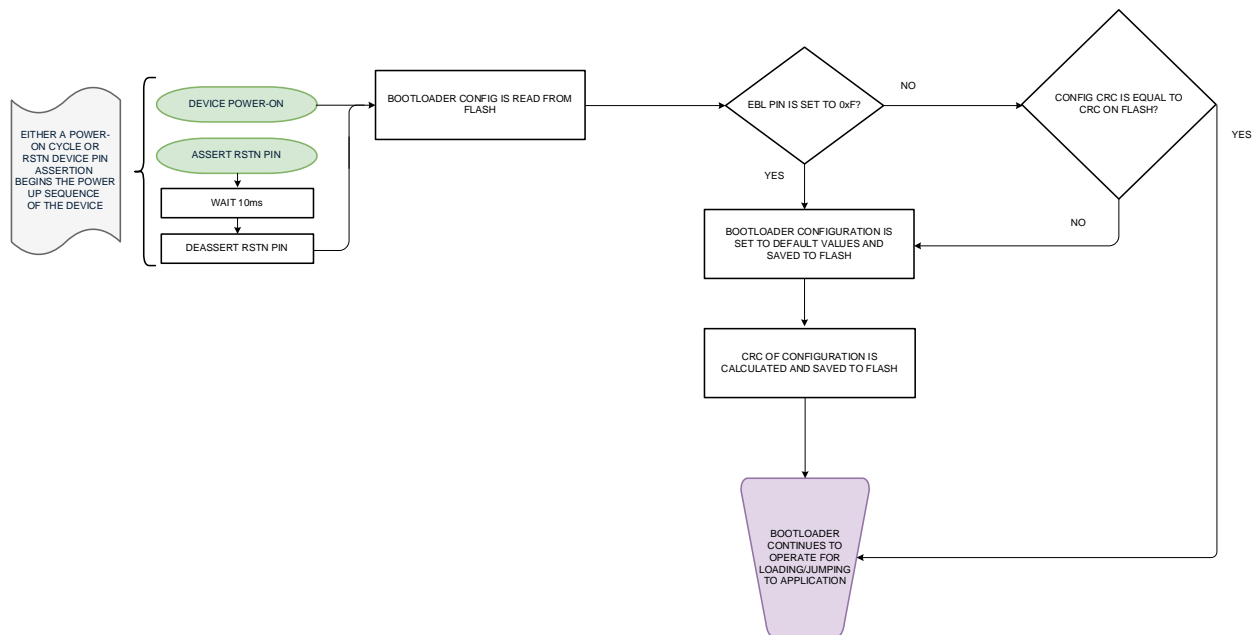 EITHER A POWER-
ON CYCLE OR
RSTN DEVICE PIN
ASSERTION
BEGINS THE POWER
UP SEQUENCE
OF THE DEVICE
DEVICE POWER-ON
ASSERT RSTN PIN
WAIT 10ms
DEASSERT RSTN PIN
BOOTLOADER CONFIG IS READ FROM
FLASH
EBL PIN IS SET TO 0xF?
NO
YES
CONFIG CRC IS EQUAL TO
CRC ON FLASH?
YES
NO
BOOTLOADER CONFIGURATION IS
SET TO DEFAULT VALUES AND
SAVED TO FLASH
CRC OF CONFIGURATION IS
CALCULATED AND SAVED TO FLASH
BOOTLOADER
CONTINUES TO
OPERATE FOR
LOADING/JUMPING
TO APPLICATION